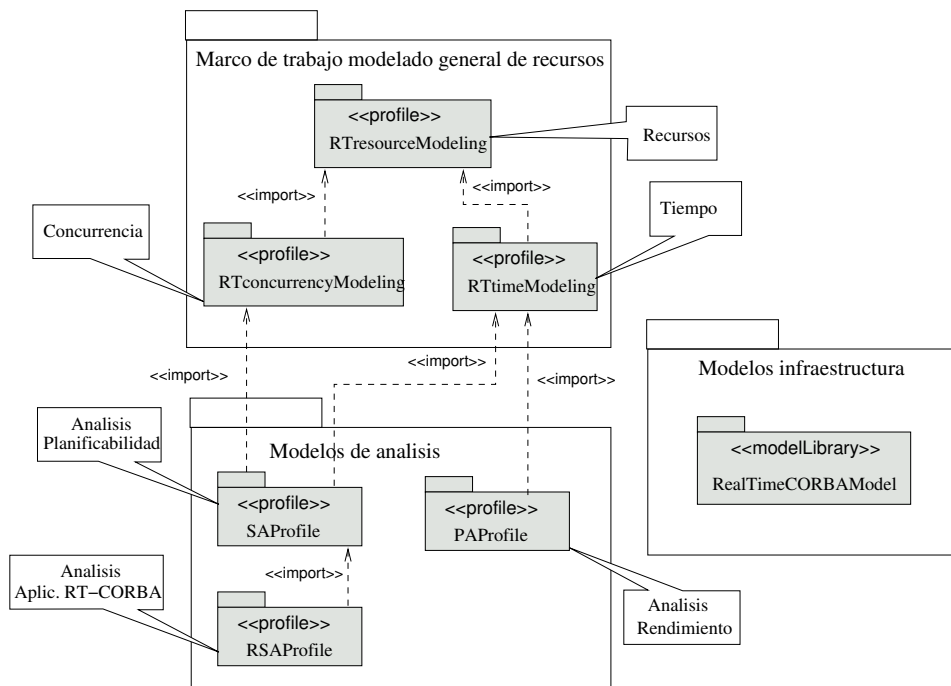 Marco de trabajo modelado general de recursos
<<profile>>
RTresourceModeling
Recursos
<<import>>
<<import>>
Tiempo
Concurrencia
<<profile>>
RTconcurrencyModeling
<<profile>>
RTtimeModeling
<<import>>
<<import>>
<<import>>
Modelos infraestructura
<<modelLibrary>>
RealTimeCORBAModel
Analisis
Planificabilidad
Modelos de analisis
<<profile>>
SAProfile
<<profile>>
PAProfile
<<import>>
Analisis
Aplic. RT−CORBA
<<profile>>
RSAProfile
Analisis
Rendimiento